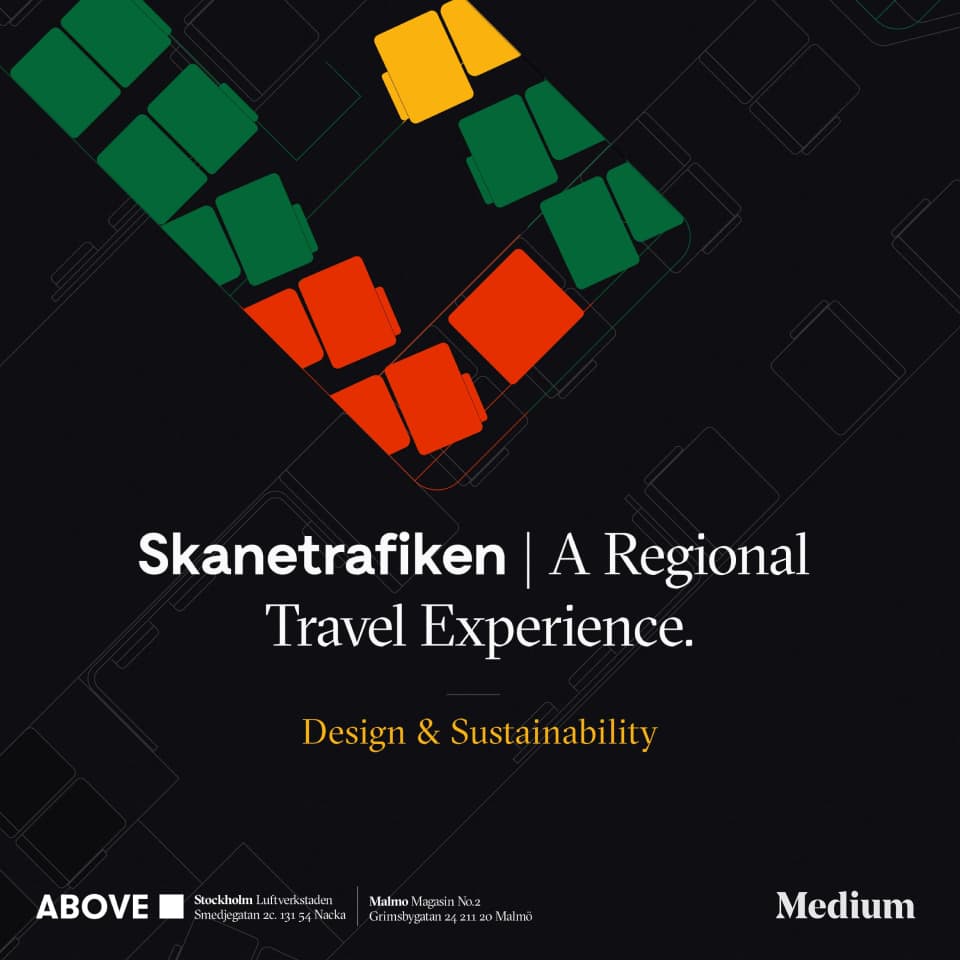 Skanetrafiken | A Regional
Travel Experience.
Design & Sustainability
ABOVE
Stockholm Luftverkstaden
Smedjegatan 2c. 131 54 Nacka
Malmo Magasin No.2
Grimsbygatan 24 211 20 Malmö
Medium